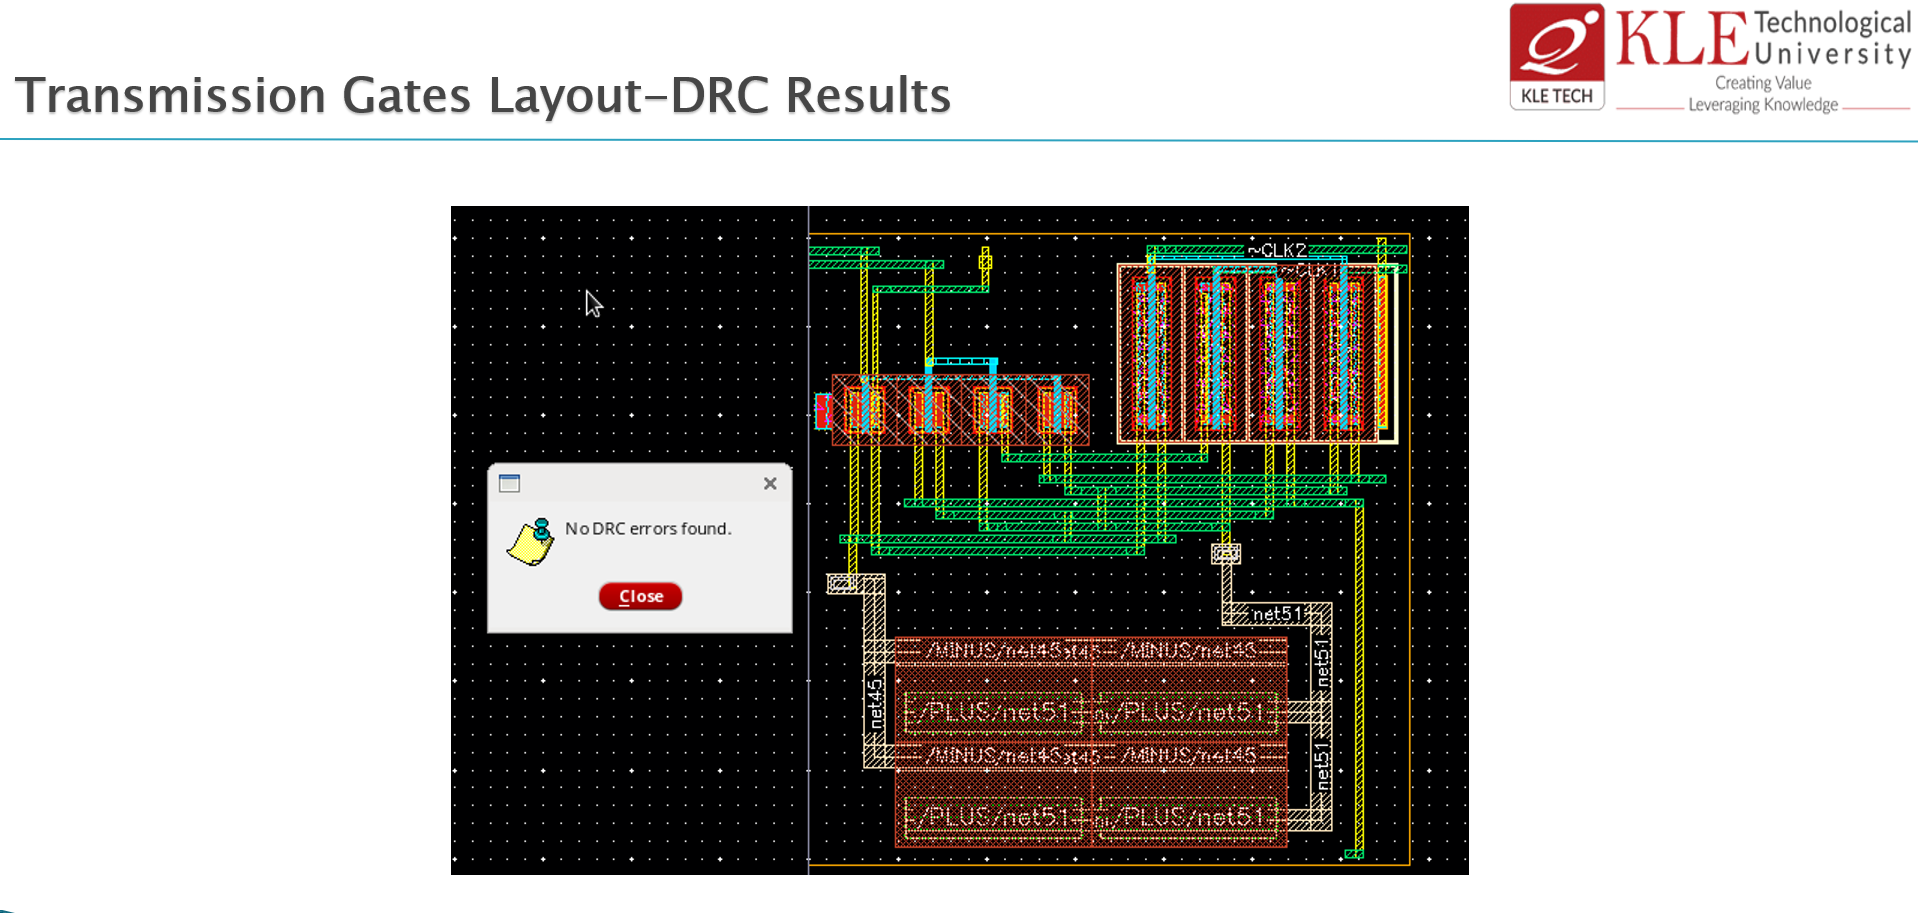 Transmission Gates Layout-DRC Results
KLE TECH
KLE Technological University
Creating Value
Leveraging Knowledge
~CLK2
~CLK1
No DRC errors found.
Close
net51
net51
net51
net45
/MINUS/net45 /MINUS/net45
/PLUS/net51 /PLUS/net51
/MINUS/net45 /MINUS/net45
/PLUS/net51 /PLUS/net51